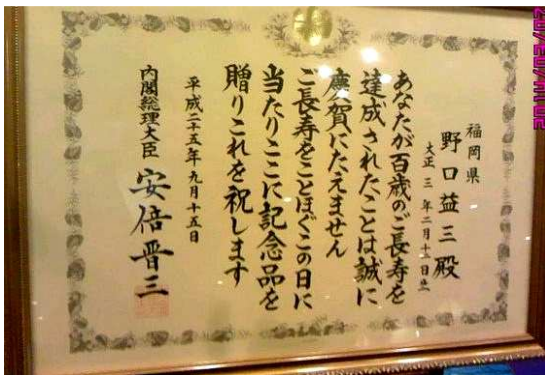 福岡県
野口益三殿
大正三年二月十二日生
あなたが百歳のご長寿を
達成されたことは誠に
慶賀にたえません
ご長寿をことほぐこの日に
当たりここに記念品を
贈りこれを祝します
平成二十五年九月十五日
内閣総理大臣 安倍晋三